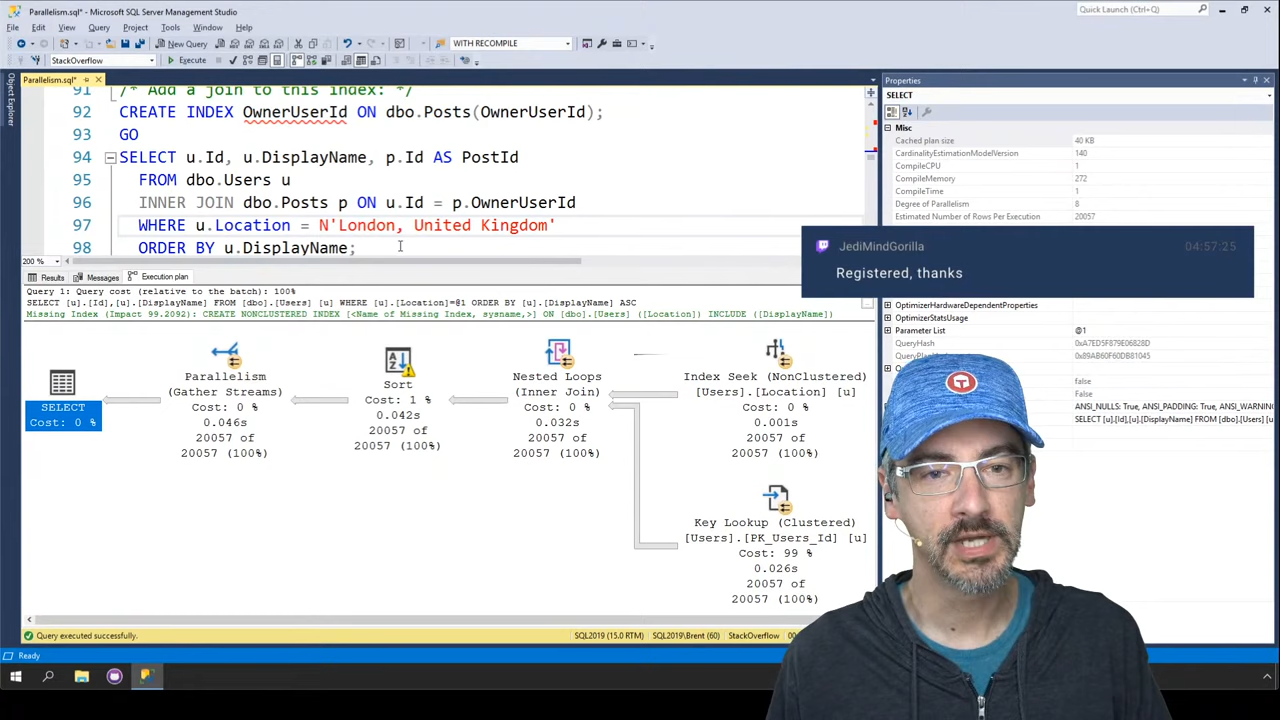 Parallelism.sql* - Microsoft SQL Server Management Studio
Quick Launch (Ctrl+Q)
File Edit View Query Project Tools Window Help
New Query
WITH RECOMPILE
StackOverflow
Execute
Object Explorer
Parallelism.sql*
Properties
91 /* Add a join to this index: */
92 CREATE INDEX OwnerUserId ON dbo.Posts(OwnerUserId);
93 GO
94 SELECT u.Id, u.DisplayName, p.Id AS PostId
95 FROM dbo.Users u
96 INNER JOIN dbo.Posts p ON u.Id = p.OwnerUserId
97 WHERE u.Location = N'London, United Kingdom'
98 ORDER BY u.DisplayName;
200 %
SELECT
Misc
Cached plan size 40 KB
CardinalityEstimationModelVersion 140
CompileCPU 1
CompileMemory 272
CompileTime 1
Degree of Parallelism 8
Estimated Number of Rows Per Execution 20057
JediMindGorilla 04:57:25
Registered, thanks
OptimizerHardwareDependentProperties
OptimizerStatsUsage
Parameter List @1
QueryHash 0xA7ED5F879E06828D
0x89AB60F60DB81045
false
False
ANSI_NULLS: True, ANSI_PADDING: True, ANSI_WARNING
SELECT [u].[Id],[u].[DisplayName] FROM [dbo].[Users] [u
Results Messages Execution plan
Query 1: Query cost (relative to the batch): 100%
SELECT [u].[Id],[u].[DisplayName] FROM [dbo].[Users] [u] WHERE [u].[Location]=@1 ORDER BY [u].[DisplayName] ASC
Missing Index (Impact 99.2092): CREATE NONCLUSTERED INDEX [<Name of Missing Index, sysname,>] ON [dbo].[Users] ([Location]) INCLUDE ([DisplayName])
SELECT
Cost: 0 %
Parallelism
(Gather Streams)
Cost: 0 %
0.046s
20057 of
20057 (100%)
Sort
Cost: 1 %
0.042s
20057 of
20057 (100%)
Nested Loops
(Inner Join)
Cost: 0 %
0.032s
20057 of
20057 (100%)
Index Seek (NonClustered)
[Users].[Location] [u]
Cost: 0 %
0.001s
20057 of
20057 (100%)
Key Lookup (Clustered)
[Users].[PK_Users_Id] [u]
Cost: 99 %
0.026s
20057 of
20057 (100%)
Query executed successfully.
SQL2019 (15.0 RTM) SQL2019\Brent (60) StackOverflow
Ready